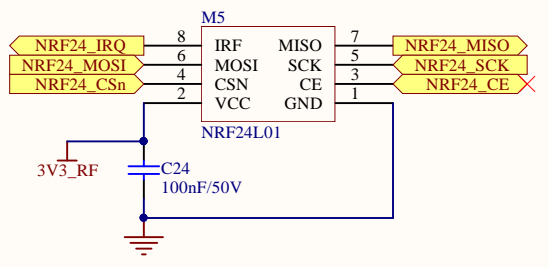 M5
NRF24_IRQ 8 IRF MISO 7 NRF24_MISO
NRF24_MOSI 6 MOSI SCK 5 NRF24_SCK
NRF24_CSn 4 CSN CE 3 NRF24_CE
2 VCC GND 1
NRF24L01
3V3_RF
C24
100nF/50V